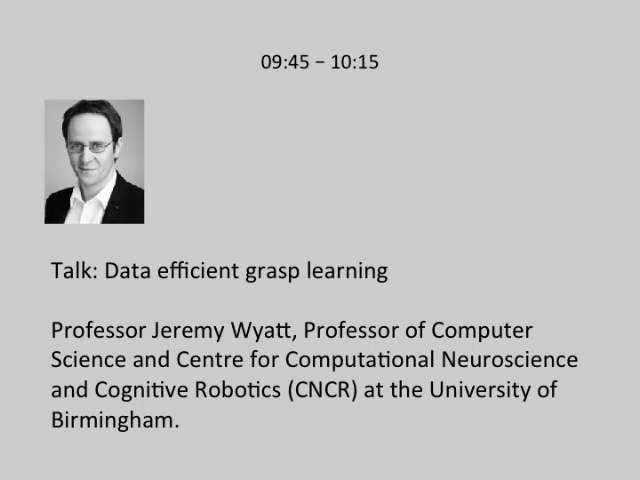 09:45 – 10:15
Talk: Data efficient grasp learning
Professor Jeremy Wyatt, Professor of Computer
Science and Centre for Computational Neuroscience
and Cognitive Robotics (CNCR) at the University of
Birmingham.